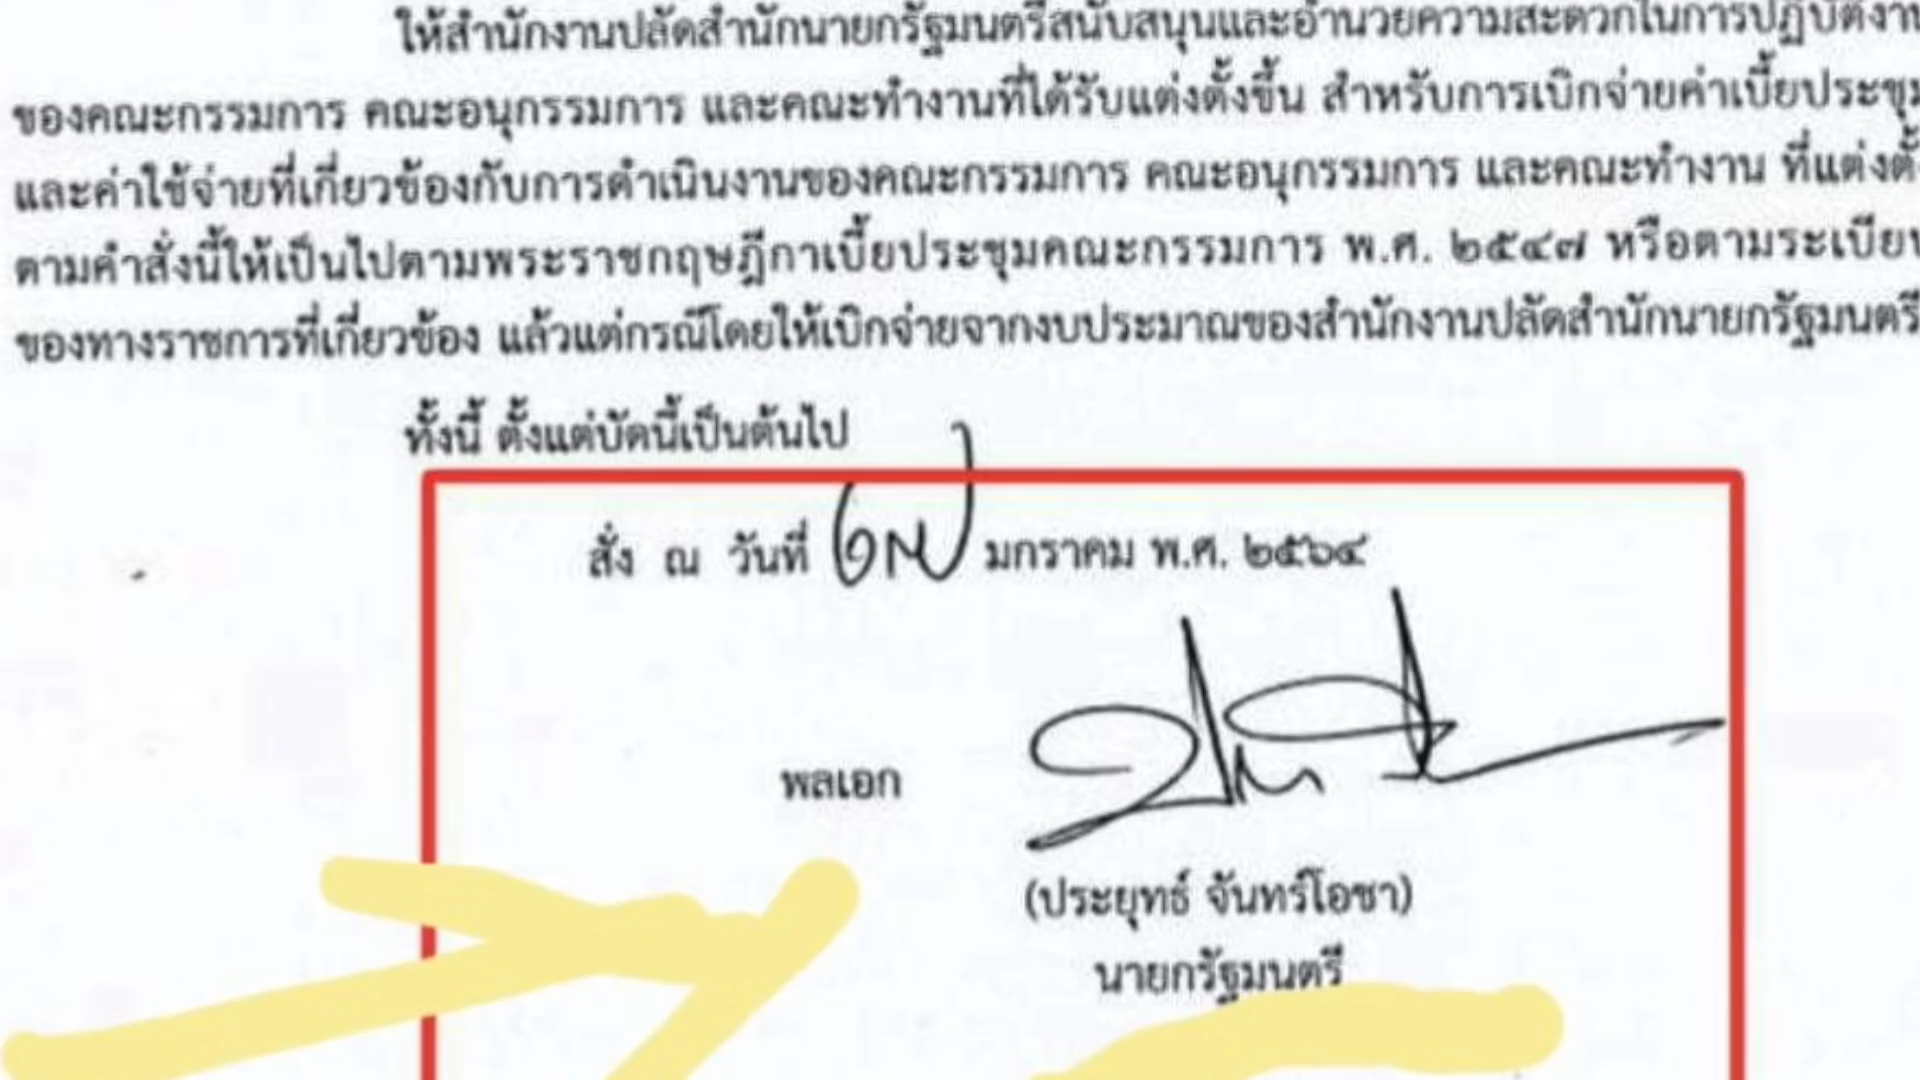 ให้สำนักงานปลัดสำนักนายกรัฐมนตรีสนับสนุนและอำนวยความสะดวกในการปฏิบัติงาน
ของคณะกรรมการ คณะอนุกรรมการ และคณะทำงานที่ได้รับแต่งตั้งขึ้น สำหรับการเบิกจ่ายค่าเบี้ยประชุม
และค่าใช้จ่ายที่เกี่ยวข้องกับการดำเนินงานของคณะกรรมการ คณะอนุกรรมการ และคณะทำงาน ที่แต่งตั้ง
ตามคำสั่งนี้ให้เป็นไปตามพระราชกฤษฎีกาเบี้ยประชุมคณะกรรมการ พ.ศ. ๒๕๔๗ หรือตามระเบียบ
ของทางราชการที่เกี่ยวข้อง แล้วแต่กรณีโดยให้เบิกจ่ายจากงบประมาณของสำนักงานปลัดสำนักนายกรัฐมนตรี
ทั้งนี้ ตั้งแต่บัดนี้เป็นต้นไป
สั่ง ณ วันที่ มกราคม พ.ศ. ๒๕๖๔
พลเอก
(ประยุทธ์ จันทร์โอชา)
นายกรัฐมนตรี